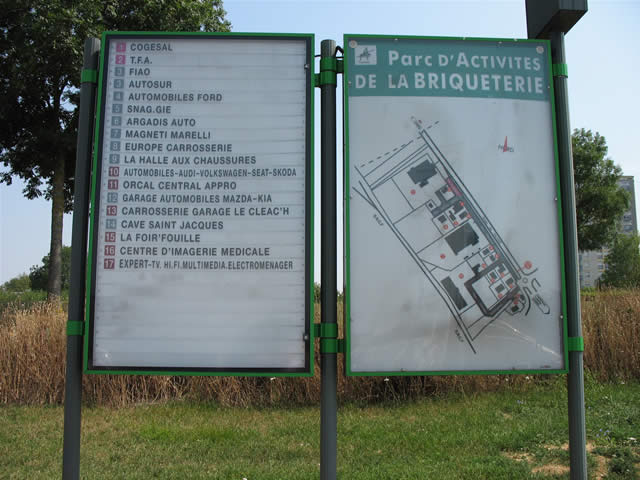 1 COGESAL
2 T.F.A.
3 FIAO
3 AUTOSUR
4 AUTOMOBILES FORD
5 SNAG.GIE
6 ARGADIS AUTO
7 MAGNETI MARELLI
8 EUROPE CARROSSERIE
9 LA HALLE AUX CHAUSSURES
10 AUTOMOBILES-AUDI-VOLKSWAGEN-SEAT-SKODA
11 ORCAL CENTRAL APPRO
12 GARAGE AUTOMOBILES MAZDA-KIA
13 CARROSSERIE GARAGE LE CLEAC'H
14 CAVE SAINT JACQUES
15 LA FOIR'FOUILLE
16 CENTRE D'IMAGERIE MEDICALE
17 EXPERT-TV. HI.FI.MULTIMEDIA.ELECTROMENAGER
PARC D'ACTIVITES
DE LA BRIQUETERIE